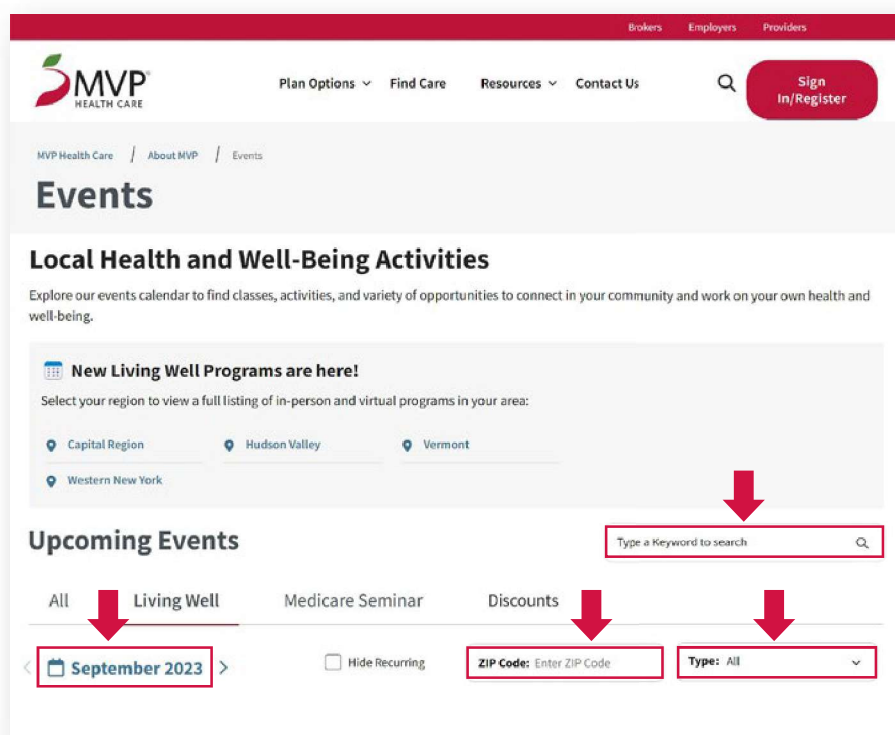 Brokers Employers Providers
MVP
HEALTH CARE
Plan Options Find Care Resources Contact Us
Sign
In/Register
MVP Health Care / About MVP / Events
Events
Local Health and Well-Being Activities
Explore our events calendar to find classes, activities, and variety of opportunities to connect in your community and work on your own health and
well-being.
New Living Well Programs are here!
Select your region to view a full listing of in-person and virtual programs in your area:
Capital Region Hudson Valley Vermont
Western New York
Upcoming Events
Type a Keyword to search
All Living Well Medicare Seminar Discounts
September 2023 Hide Recurring ZIP Code: Enter ZIP Code Type: All